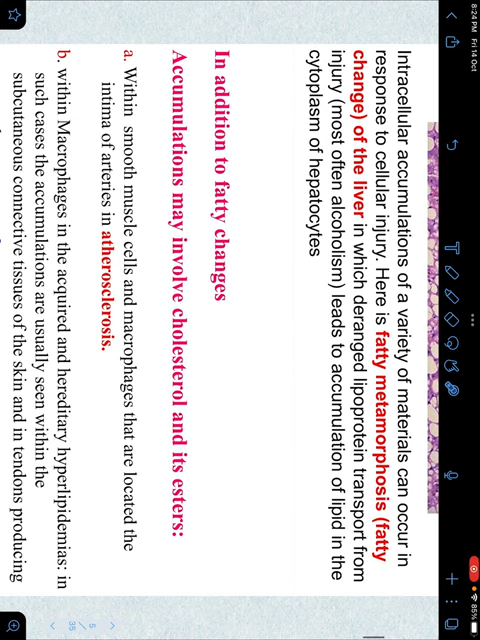 8:24 PM Fri 14 Oct
85%
Intracellular accumulations of a variety of materials can occur in
response to cellular injury. Here is fatty metamorphosis (fatty
change) of the liver in which deranged lipoprotein transport from
injury (most often alcoholism) leads to accumulation of lipid in the
cytoplasm of hepatocytes
In addition to fatty changes
Accumulations may involve cholesterol and its esters:
a. Within smooth muscle cells and macrophages that are located the
intima of arteries in atherosclerosis.
b. within Macrophages in the acquired and hereditary hyperlipidemias: in
such cases the accumulations are usually seen within the
subcutaneous connective tissues of the skin and in tendons producing
5 / 35